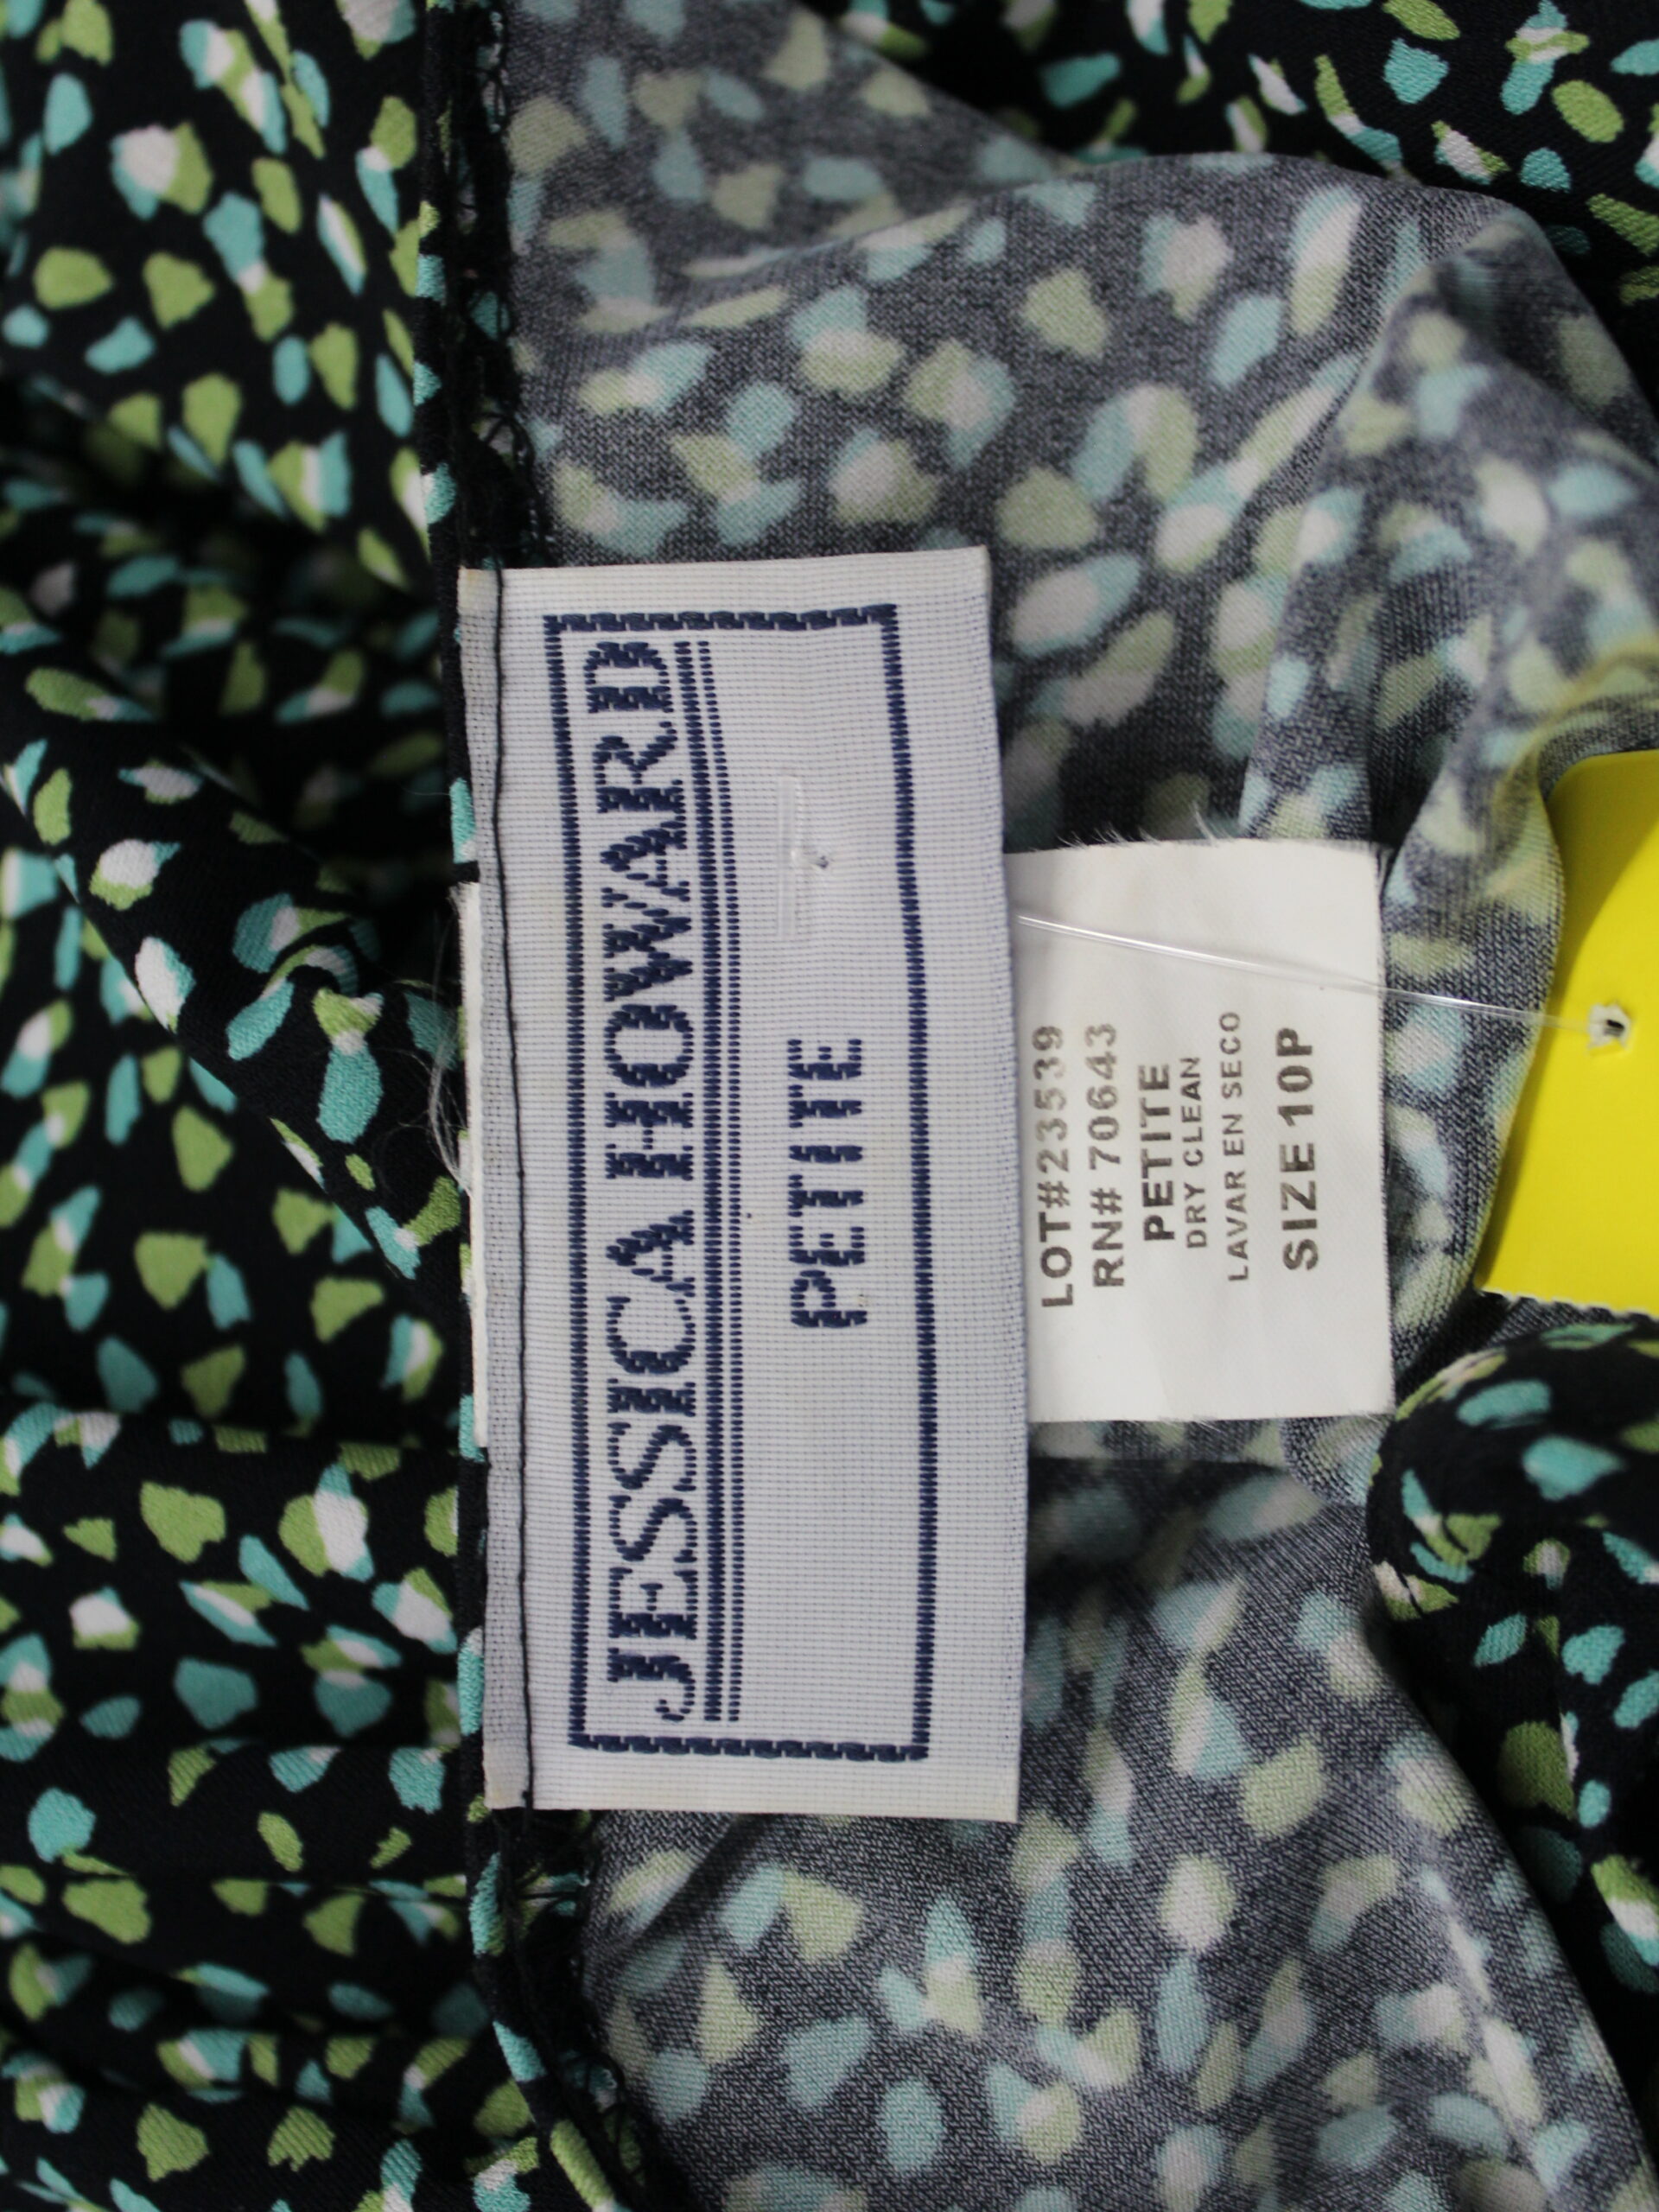 JESSICA HOWARD
PETITE
LOT#23539
RN# 70643
PETITE
DRY CLEAN
LAVAR EN SECO
SIZE 10P